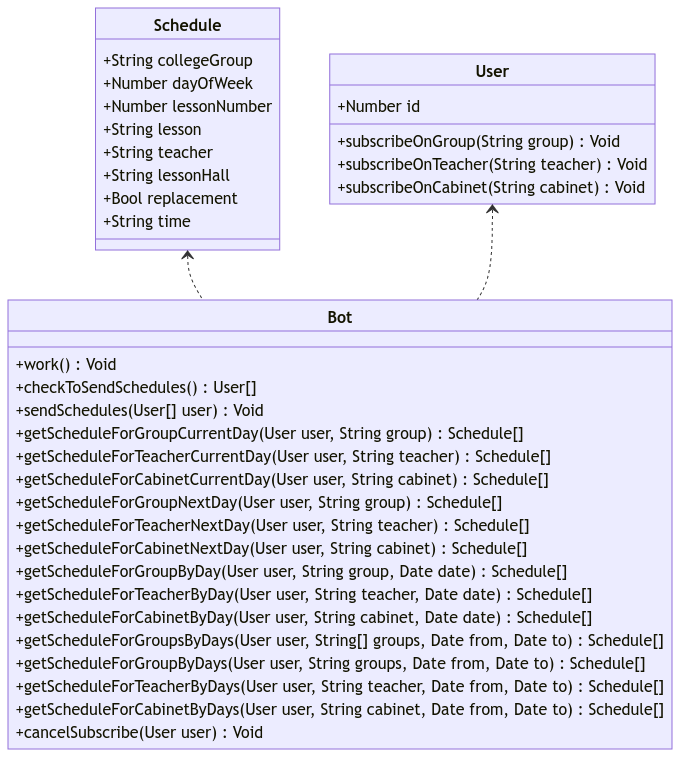 Schedule
+String collegeGroup
+Number dayOfWeek
+Number lessonNumber
+String lesson
+String teacher
+String lessonHall
+Bool replacement
+String time
User
+Number id
+subscribeOnGroup(String group) : Void
+subscribeOnTeacher(String teacher) : Void
+subscribeOnCabinet(String cabinet) : Void
Bot
+work() : Void
+checkToSendSchedules() : User[]
+sendSchedules(User[] user) : Void
+getScheduleForGroupCurrentDay(User user, String group) : Schedule[]
+getScheduleForTeacherCurrentDay(User user, String teacher) : Schedule[]
+getScheduleForCabinetCurrentDay(User user, String cabinet) : Schedule[]
+getScheduleForGroupNextDay(User user, String group) : Schedule[]
+getScheduleForTeacherNextDay(User user, String teacher) : Schedule[]
+getScheduleForCabinetNextDay(User user, String cabinet) : Schedule[]
+getScheduleForGroupByDay(User user, String group, Date date) : Schedule[]
+getScheduleForTeacherByDay(User user, String teacher, Date date) : Schedule[]
+getScheduleForCabinetByDay(User user, String cabinet, Date date) : Schedule[]
+getScheduleForGroupsByDays(User user, String[] groups, Date from, Date to) : Schedule[]
+getScheduleForGroupByDays(User user, String groups, Date from, Date to) : Schedule[]
+getScheduleForTeacherByDays(User user, String teacher, Date from, Date to) : Schedule[]
+getScheduleForCabinetByDays(User user, String cabinet, Date from, Date to) : Schedule[]
+cancelSubscribe(User user) : Void